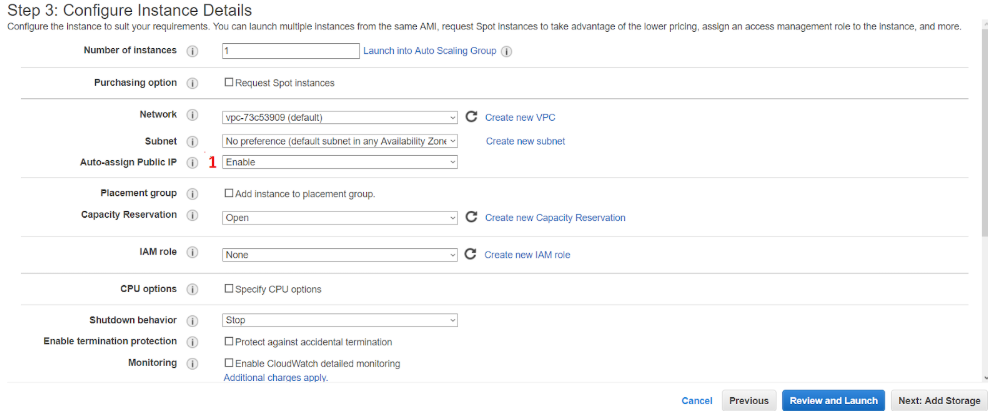 Step 3: Configure Instance Details
Configure the instance to suit your requirements. You can launch multiple instances from the same AMI, request Spot instances to take advantage of the lower pricing, assign an access management role to the instance, and more.
Number of instances i 1 Launch into Auto Scaling Group i
Purchasing option i Request Spot instances
Network i vpc-73c53909 (default) Create new VPC
Subnet i No preference (default subnet in any Availability Zone Create new subnet
Auto-assign Public IP i 1 Enable
Placement group i Add instance to placement group.
Capacity Reservation i Open Create new Capacity Reservation
IAM role i None Create new IAM role
CPU options i Specify CPU options
Shutdown behavior i Stop
Enable termination protection i Protect against accidental termination
Monitoring i Enable CloudWatch detailed monitoring
Additional charges apply.
Cancel Previous Review and Launch Next: Add Storage